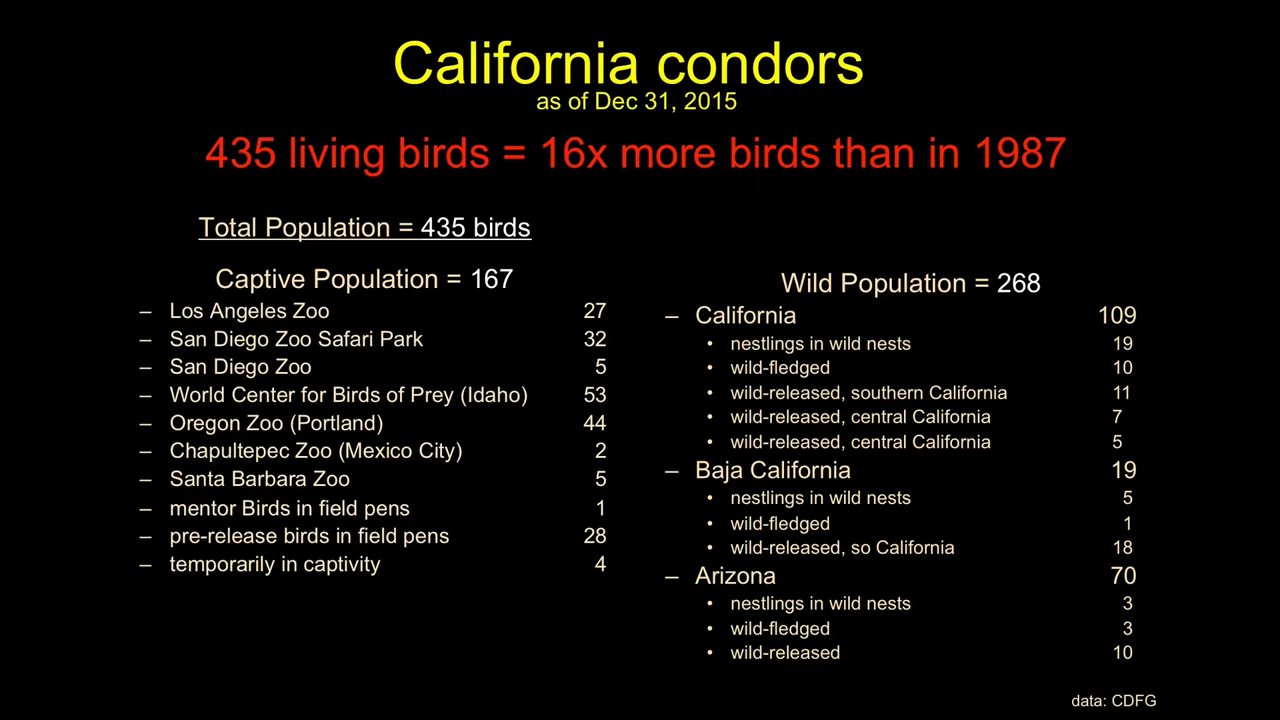 California condors
as of Dec 31, 2015
435 living birds = 16x more birds than in 1987
Total Population = 435 birds
Captive Population = 167
– Los Angeles Zoo 27
– San Diego Zoo Safari Park 32
– San Diego Zoo 5
– World Center for Birds of Prey (Idaho) 53
– Oregon Zoo (Portland) 44
– Chapultepec Zoo (Mexico City) 2
– Santa Barbara Zoo 5
– mentor Birds in field pens 1
– pre-release birds in field pens 28
– temporarily in captivity 4
Wild Population = 268
– California 109
• nestlings in wild nests 19
• wild-fledged 10
• wild-released, southern California 11
• wild-released, central California 7
• wild-released, central California 5
– Baja California 19
• nestlings in wild nests 5
• wild-fledged 1
• wild-released, so California 18
– Arizona 70
• nestlings in wild nests 3
• wild-fledged 3
• wild-released 10
data: CDFG